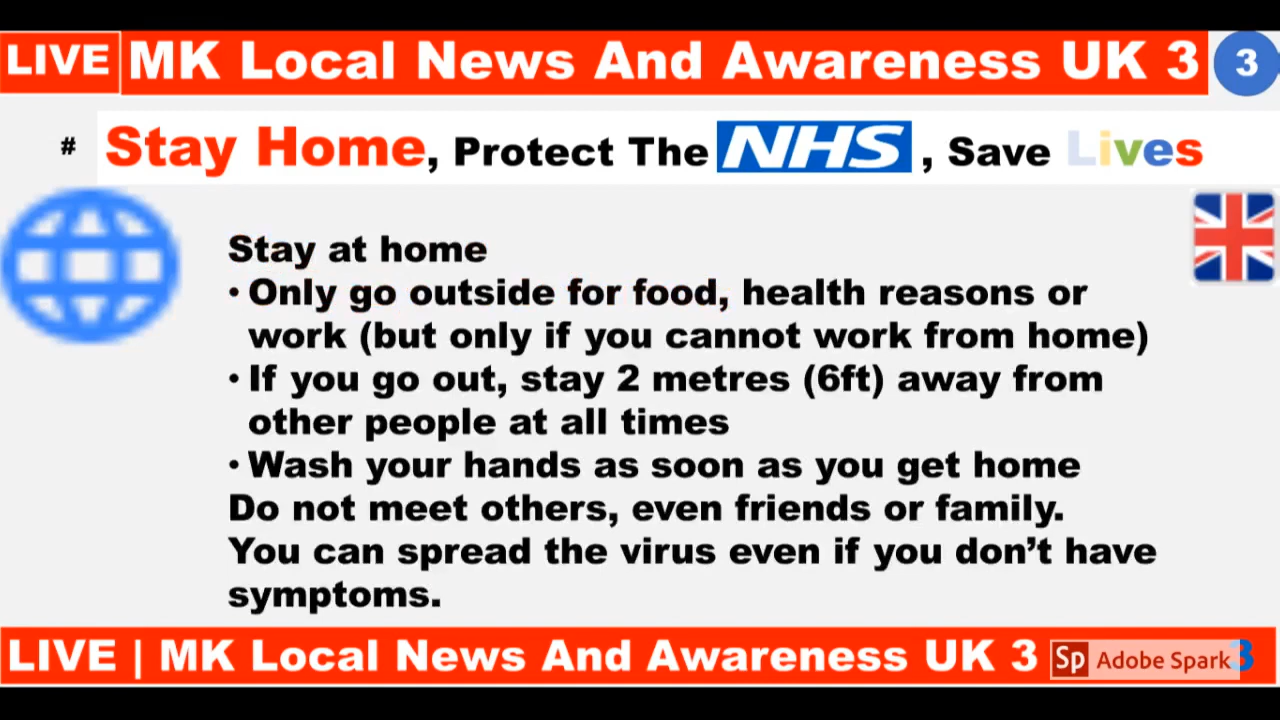 LIVE MK Local News And Awareness UK 3 3
# Stay Home, Protect The NHS, Save Lives
Stay at home
• Only go outside for food, health reasons or
work (but only if you cannot work from home)
• If you go out, stay 2 metres (6ft) away from
other people at all times
• Wash your hands as soon as you get home
Do not meet others, even friends or family.
You can spread the virus even if you don’t have
symptoms.
LIVE | MK Local News And Awareness UK 3 Sp Adobe Spark 3